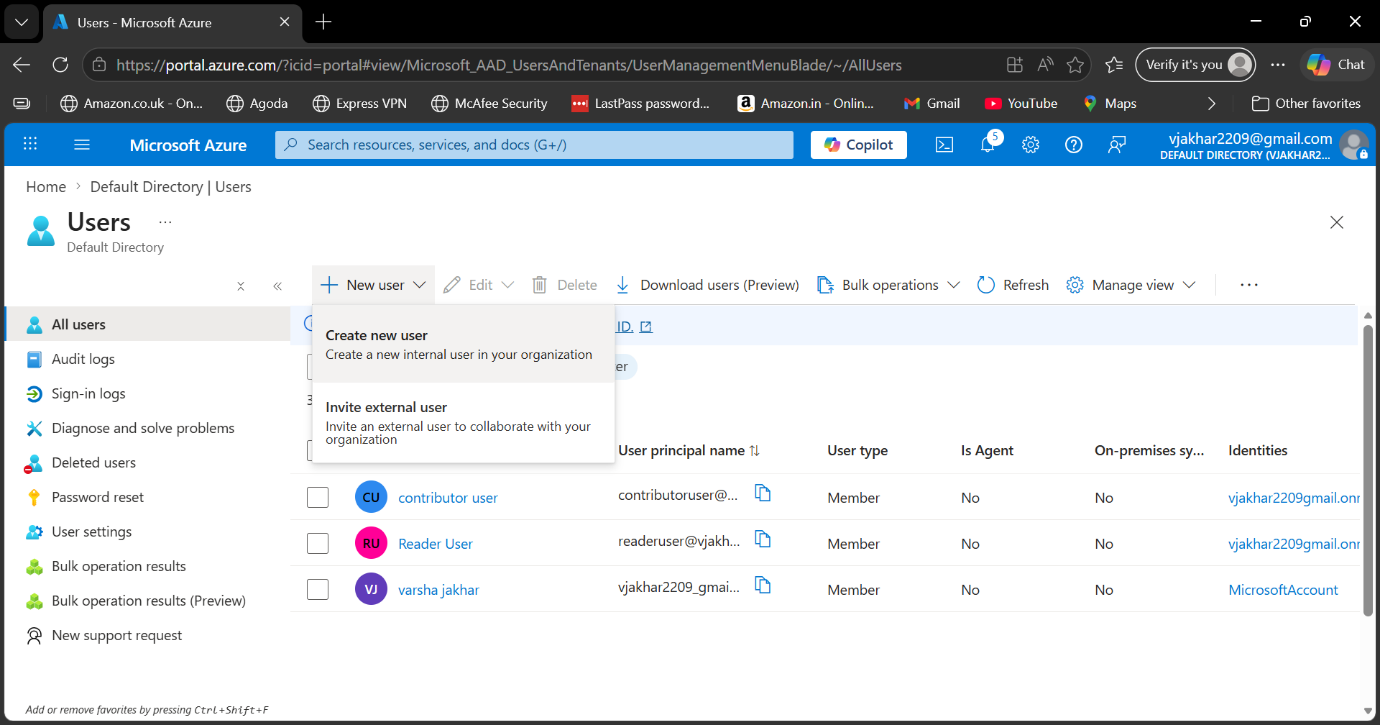 Users - Microsoft Azure
https://portal.azure.com/?icid=portal#view/Microsoft_AAD_UsersAndTenants/UserManagementMenuBlade/~/AllUsers
Verify it's you
Chat
Amazon.co.uk - On...
Agoda
Express VPN
McAfee Security
LastPass password...
Amazon.in - Onlin...
Gmail
YouTube
Maps
Other favorites
Microsoft Azure
Search resources, services, and docs (G+/)
Copilot
5
vjakhar2209@gmail.com
DEFAULT DIRECTORY (VJAKHAR2...
Home > Default Directory | Users
Users ...
Default Directory
New user
Edit
Delete
Download users (Preview)
Bulk operations
Refresh
Manage view
All users
Audit logs
Sign-in logs
Diagnose and solve problems
Deleted users
Password reset
User settings
Bulk operation results
Bulk operation results (Preview)
New support request
Add or remove favorites by pressing Ctrl+Shift+F
Create new user
Create a new internal user in your organization
Invite external user
Invite an external user to collaborate with your
organization
ID.
er
3
User principal name User type Is Agent On-premises sy... Identities
CU contributor user contributoruser@... Member No No vjakhar2209gmail.onr
RU Reader User readeruser@vjakh... Member No No vjakhar2209gmail.onr
VJ varsha jakhar vjakhar2209_gmai... Member No No MicrosoftAccount